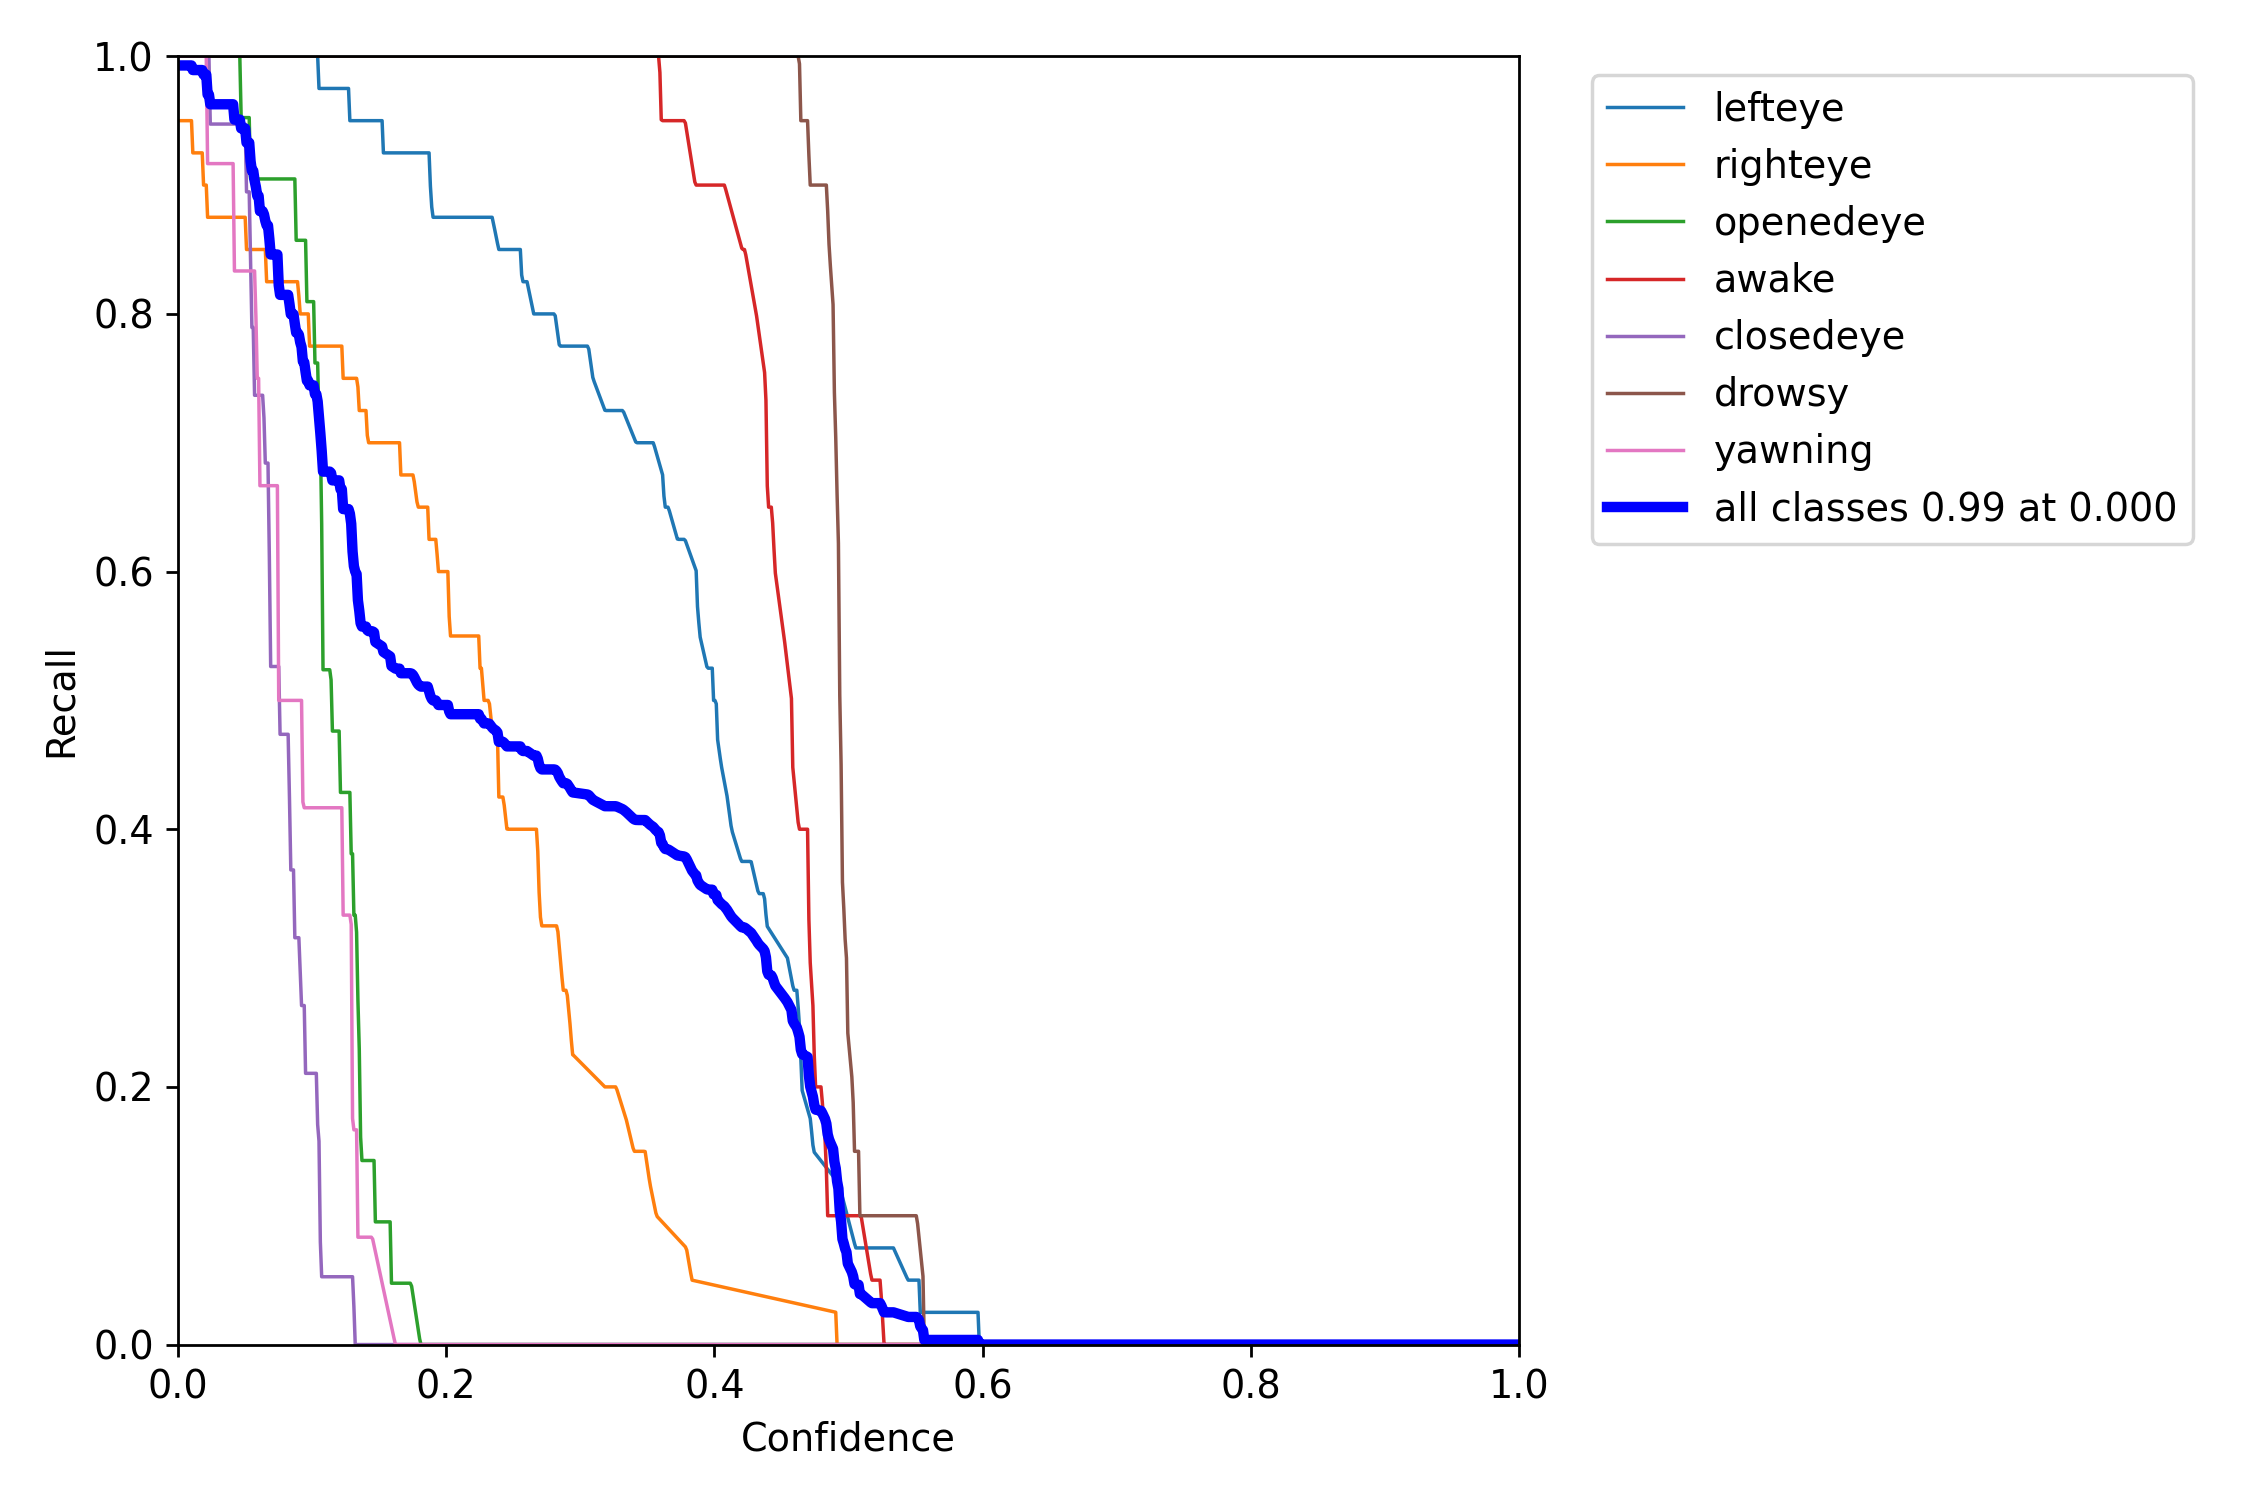 1.0
0.8
0.6
0.4
0.2
0.0
Recall
0.0 0.2 0.4 0.6 0.8 1.0
Confidence
lefteye
righteye
openedeye
awake
closedeye
drowsy
yawning
all classes 0.99 at 0.000